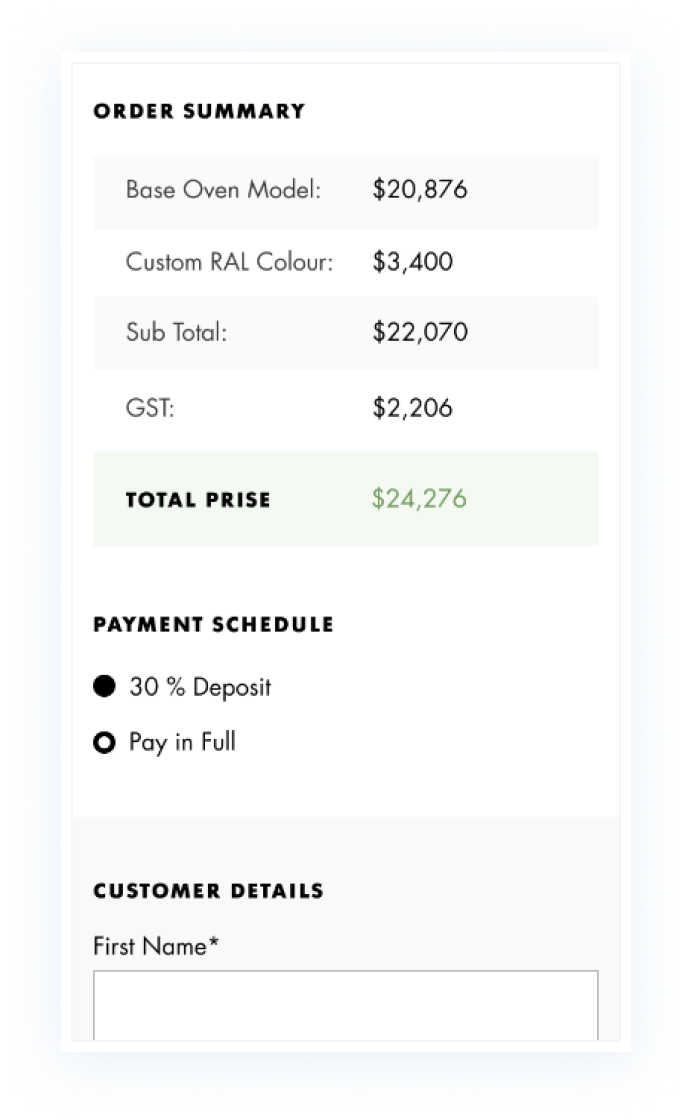 ORDER SUMMARY
Base Oven Model: $20,876
Custom RAL Colour: $3,400
Sub Total: $22,070
GST: $2,206
TOTAL PRISE $24,276
PAYMENT SCHEDULE
30 % Deposit
Pay in Full
CUSTOMER DETAILS
First Name*